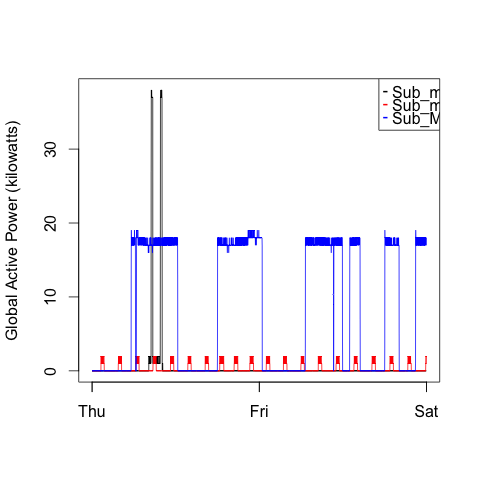 Global Active Power (kilowatts)
30
20
10
0
Thu
Fri
Sat
Sub_m
Sub_m
Sub_M